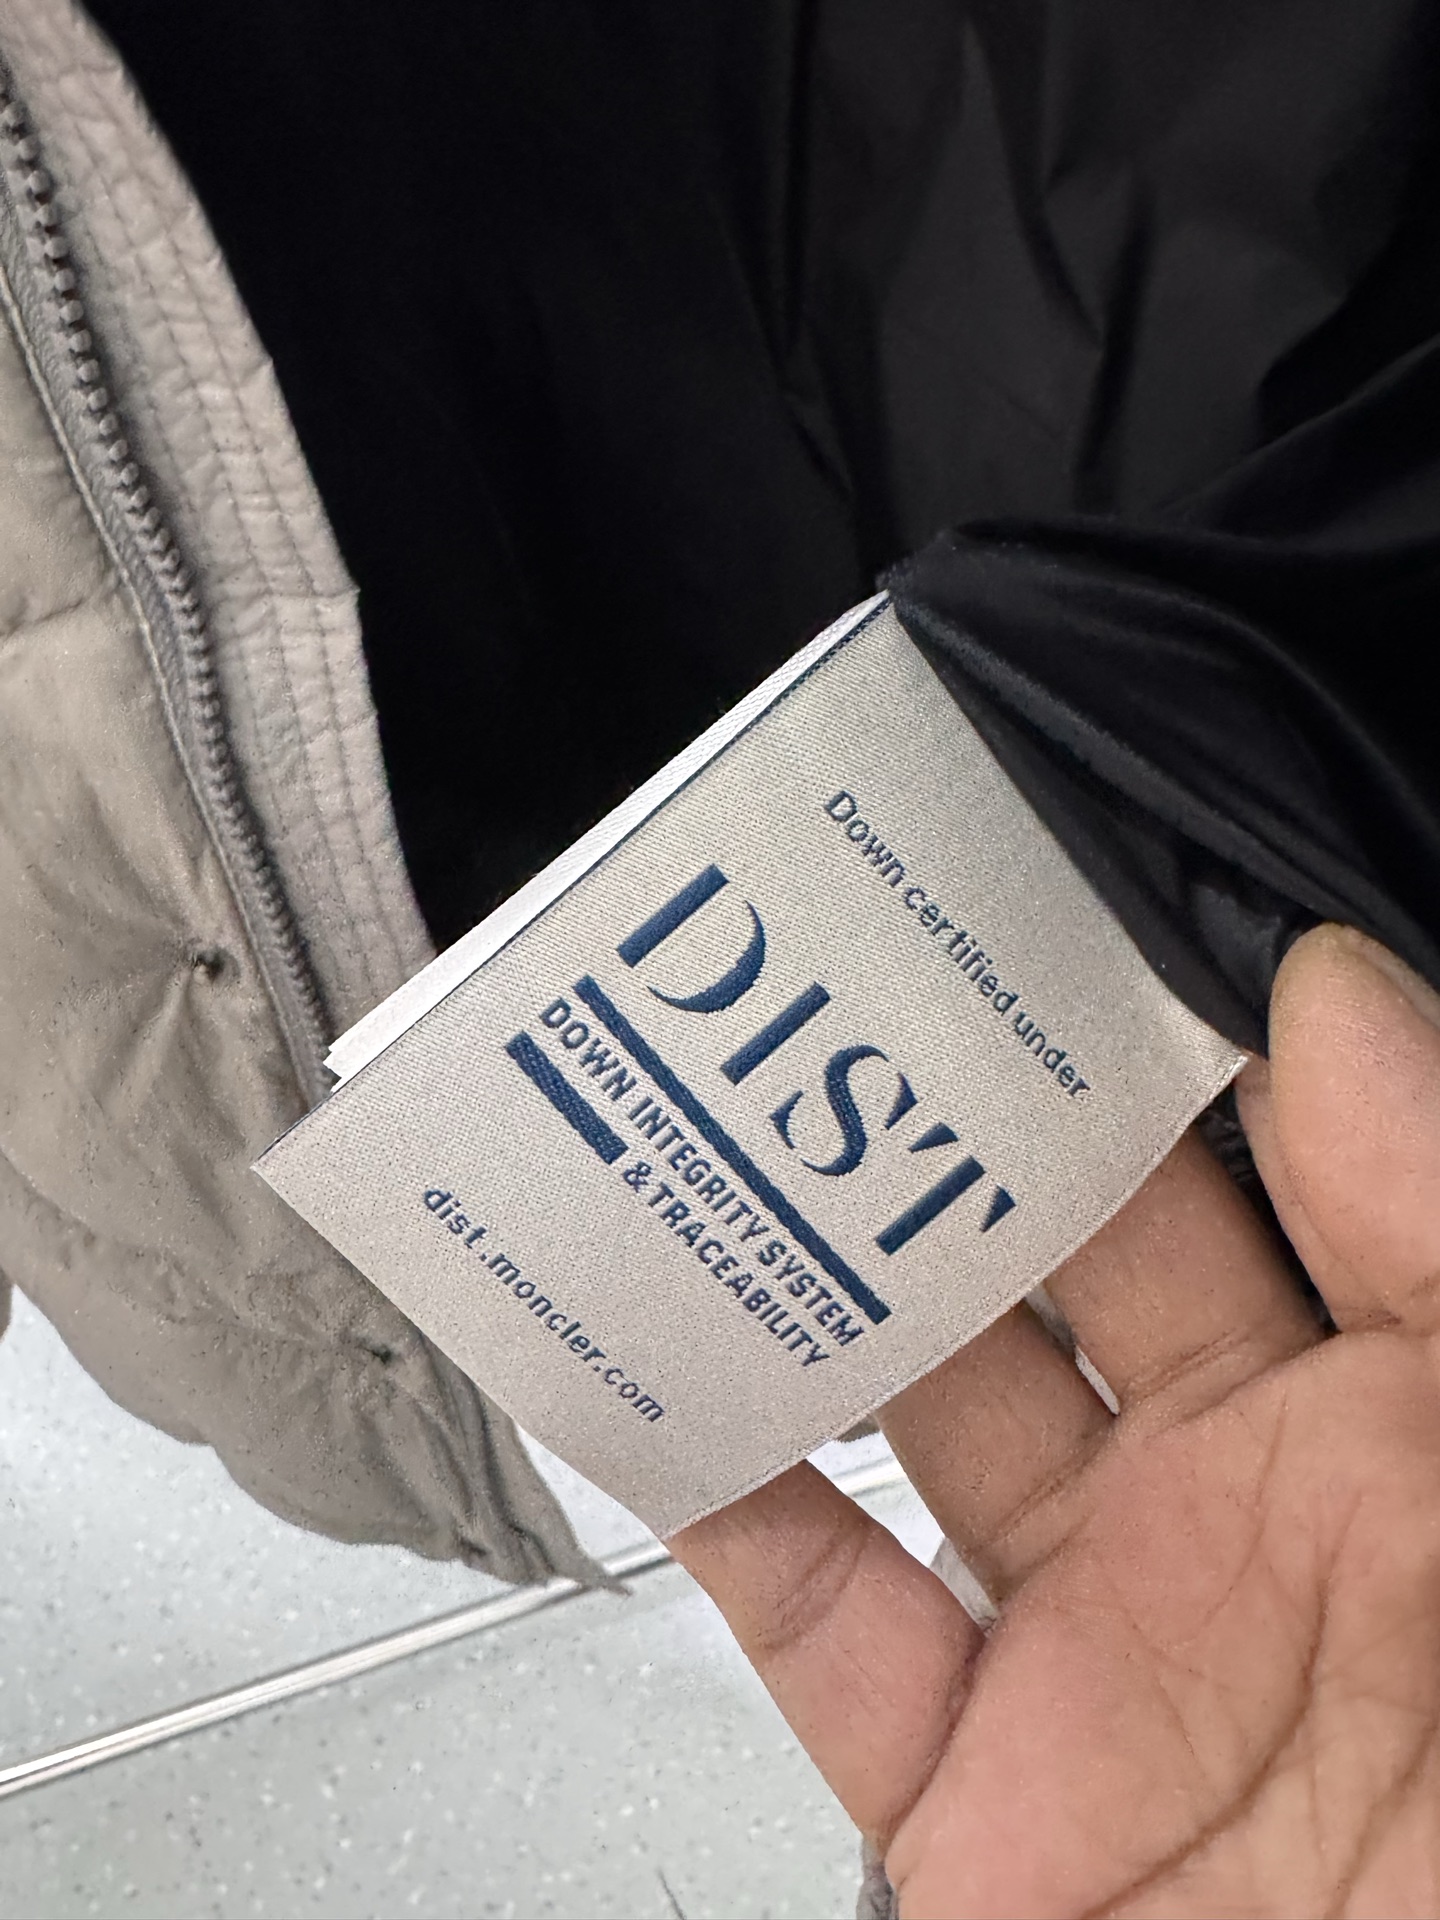 Down certified under
DIST
DOWN INTEGRITY SYSTEM
& TRACEABILITY
dist.moncler.com